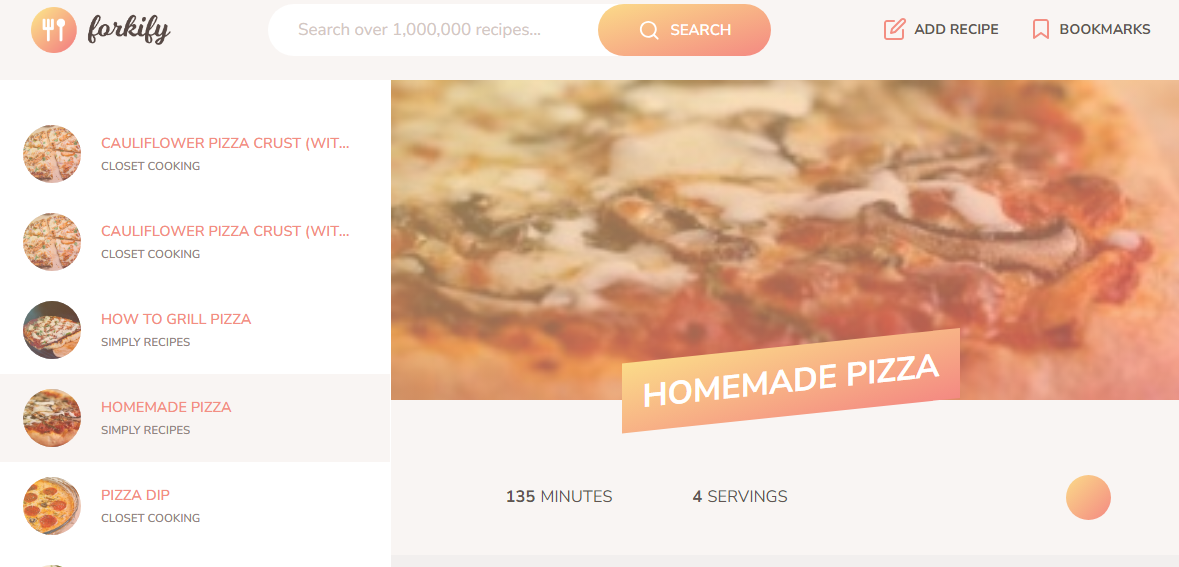 forkify
Search over 1,000,000 recipes...
SEARCH
ADD RECIPE
BOOKMARKS
CAULIFLOWER PIZZA CRUST (WIT...
CLOSET COOKING
CAULIFLOWER PIZZA CRUST (WIT...
CLOSET COOKING
HOW TO GRILL PIZZA
SIMPLY RECIPES
HOMEMADE PIZZA
SIMPLY RECIPES
PIZZA DIP
CLOSET COOKING
HOMEMADE PIZZA
135 MINUTES
4 SERVINGS